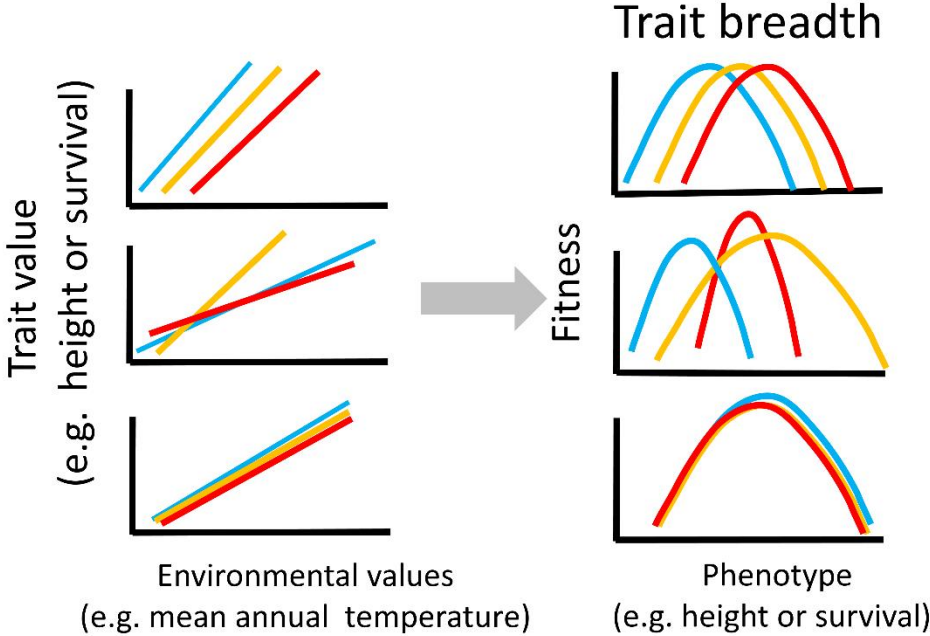 Trait breadth
Trait value
(e.g. height or survival)
Fitness
Environmental values
(e.g. mean annual temperature)
Phenotype
(e.g. height or survival)